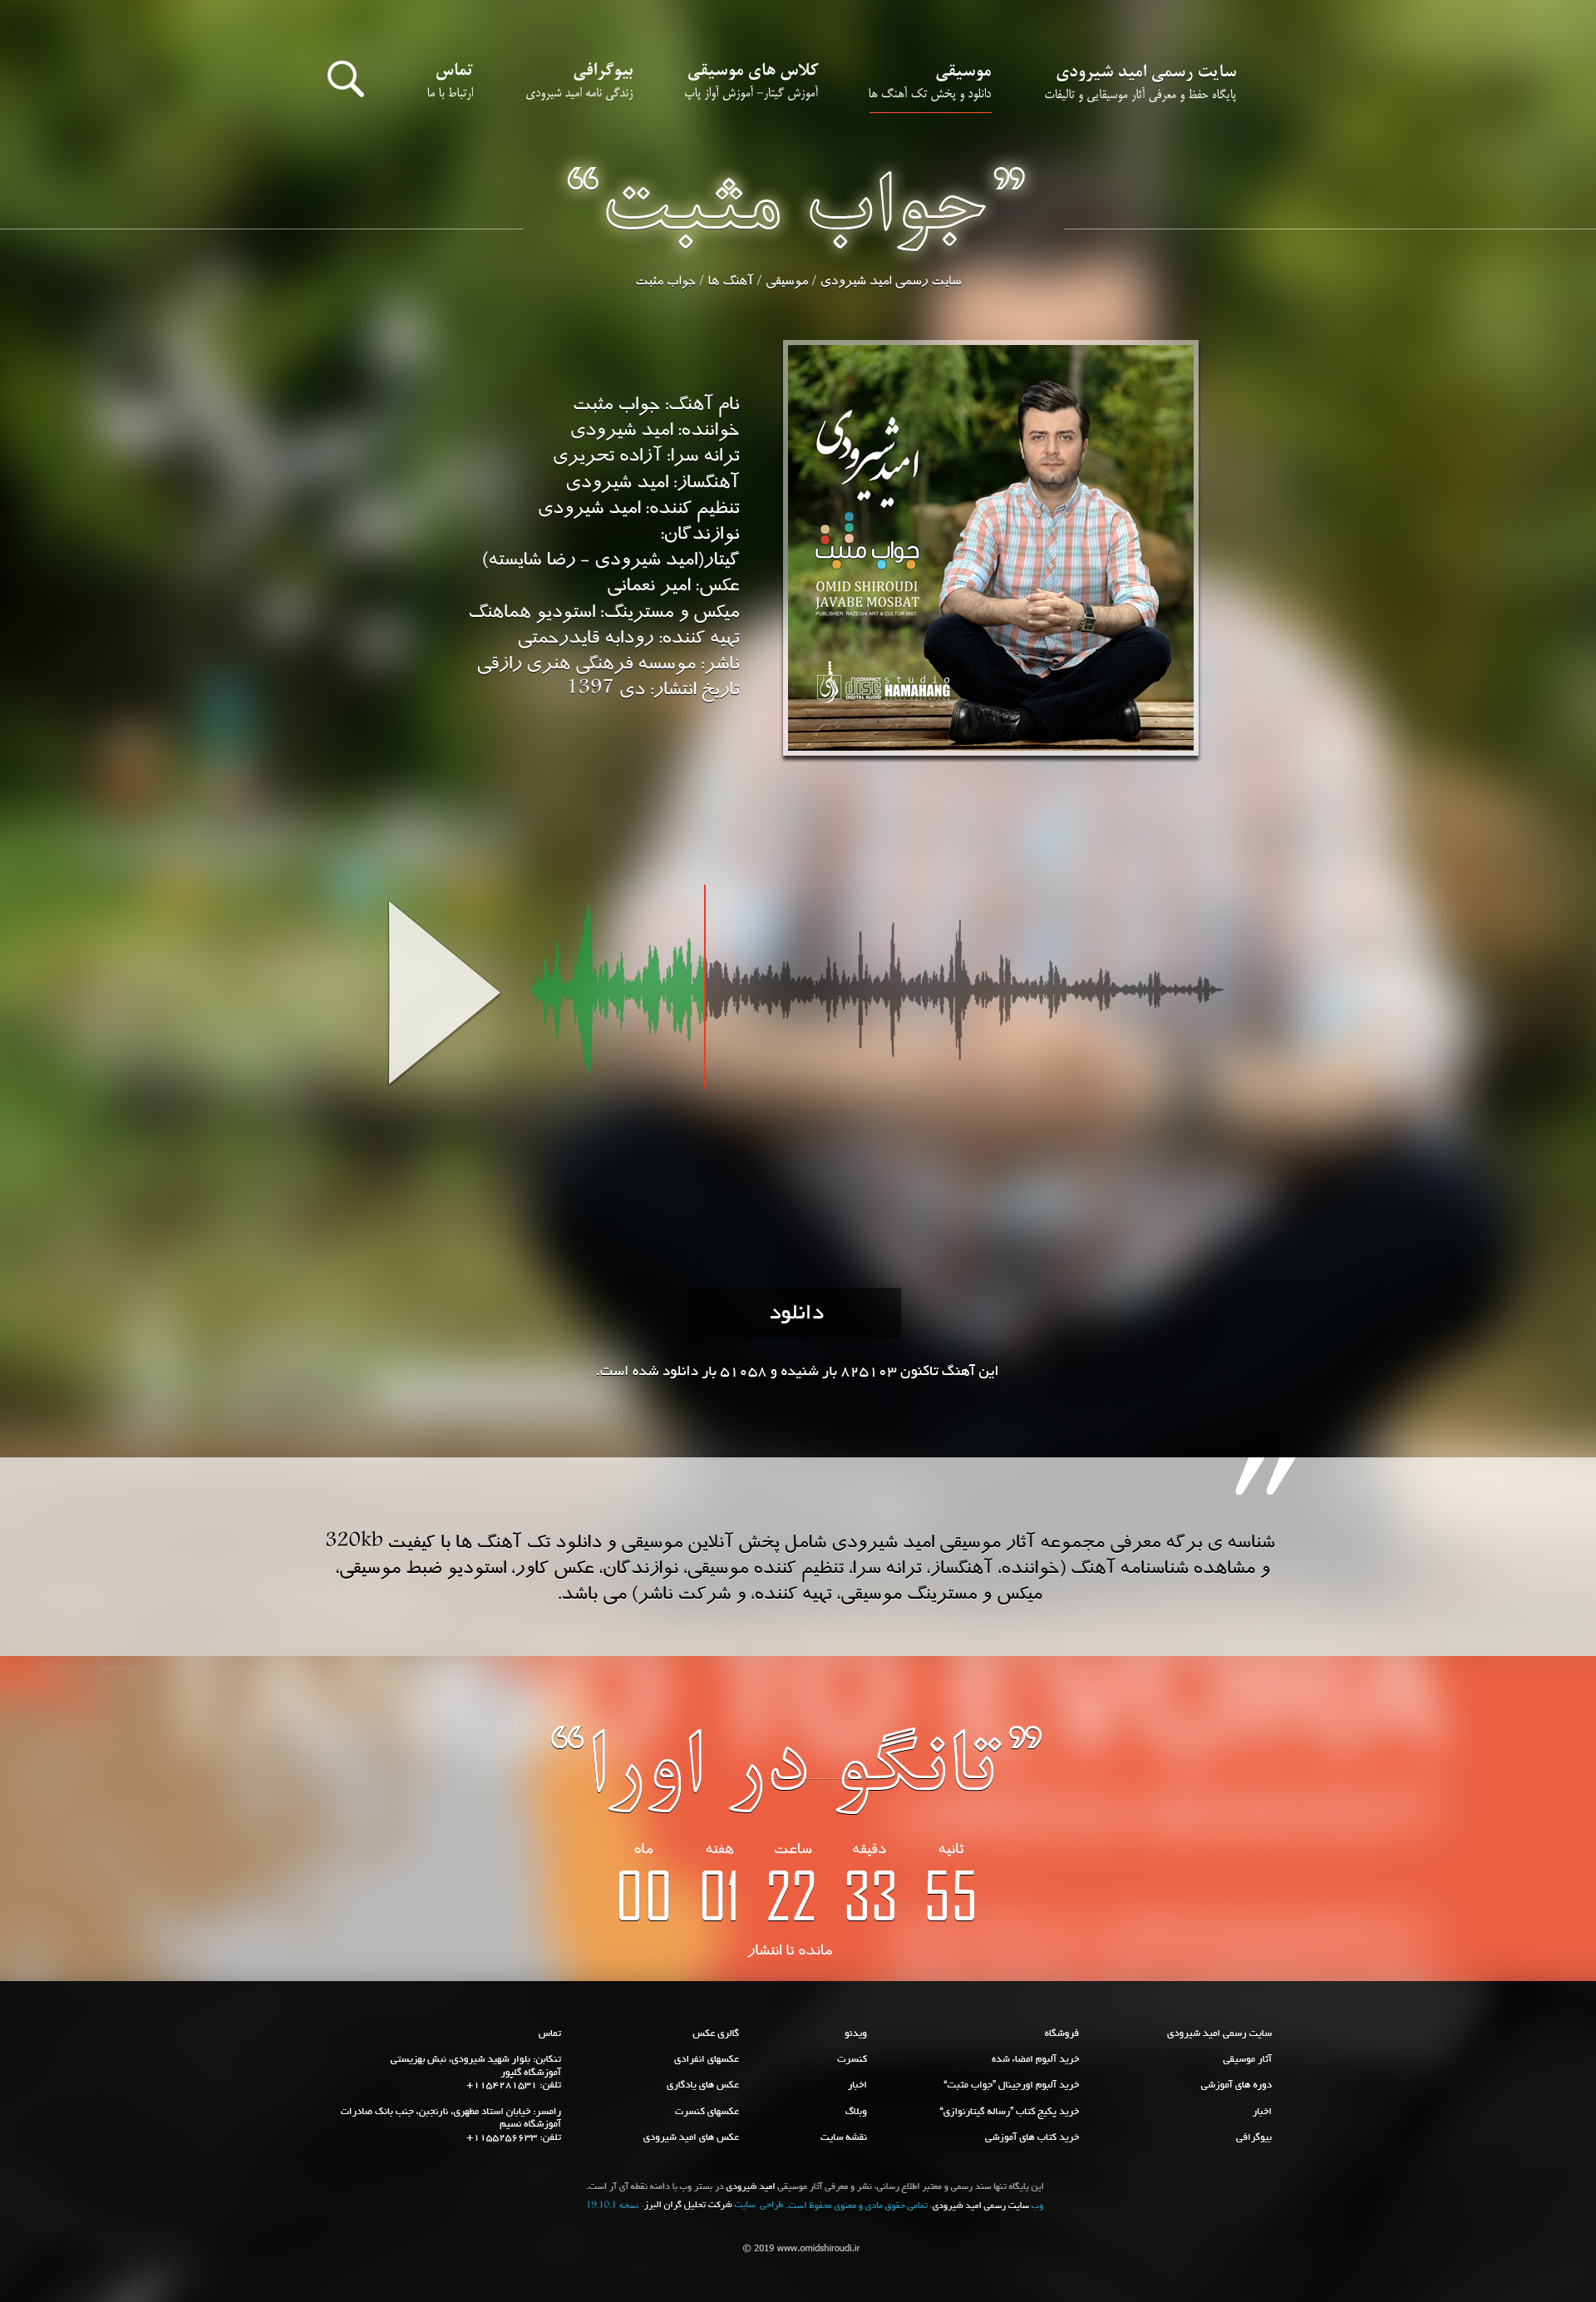 سایت رسمی امید شیرودی
پایگاه حفظ و معرفی آثار موسیقایی و تالیفات
موسیقی
دانلود و پخش تک آهنگ ها
کلاس های موسیقی
آموزش گیتار- آموزش آواز پاپ
بیوگرافی
زندگی نامه امید شیرودی
تماس
ارتباط با ما
”جواب مثبت“
سایت رسمی امید شیرودی / موسیقی / آهنگ ها / جواب مثبت
امید شیرودی
جواب مثبت
OMID SHIROUDI
JAVABE MOSBAT
PUBLISHER: RAZEGHI ART & CULTUR INST.
COMPACT
disc
DIGITAL AUDIO
studio
HAMAHANG
نام آهنگ: جواب مثبت
خواننده: امید شیرودی
ترانه سرا: آزاده تحریری
آهنگساز: امید شیرودی
تنظیم کننده: امید شیرودی
نوازندگان:
گیتار(امید شیرودی - رضا شایسته)
عکس: امیر نعمانی
میکس و مسترینگ: استودیو هماهنگ
تهیه کننده: رودابه قایدرحمتی
ناشر: موسسه فرهنگی هنری رازقی
تاریخ انتشار: دی 1397
دانلود
این آهنگ تاکنون ۸۲۵۱۰۳ بار شنیده و ۵۱۰۵۸ بار دانلود شده است.
شناسه ی برگه معرفی مجموعه آثار موسیقی امید شیرودی شامل پخش آنلاین موسیقی و دانلود تک آهنگ ها با کیفیت 320kb
و مشاهده شناسنامه آهنگ (خواننده، آهنگساز، ترانه سرا، تنظیم کننده موسیقی، نوازندگان، عکس کاور، استودیو ضبط موسیقی،
میکس و مسترینگ موسیقی، تهیه کننده، و شرکت ناشر) می باشد.
”تانگو در اورا“
ثانیه دقیقه ساعت هفته ماه
00 01 22 33 55
مانده تا انتشار
سایت رسمی امید شیرودی
آثار موسیقی
دوره های آموزشی
اخبار
بیوگرافی
فروشگاه
خرید آلبوم امضاء شده
خرید آلبوم اورجینال ”جواب مثبت“
خرید پکیج کتاب ”رساله گیتارنوازی“
خرید کتاب های آموزشی
ویدئو
کنسرت
اخبار
وبلاگ
نقشه سایت
گالری عکس
عکسهای انفرادی
عکس های یادگاری
عکسهای کنسرت
عکس های امید شیرودی
تماس
تنکابن: بلوار شهید شیرودی، نبش بهزیستی
آموزشگاه گلپور
تلفن: ۱۱۵۴۲۸۱۵۳۱+
رامسر: خیابان استاد مطهری، نارنجبن، جنب بانک صادرات
آموزشگاه نسیم
تلفن: ۱۱۵۵۲۵۶۶۳۳+
این پایگاه تنها سند رسمی و معتبر اطلاع رسانی، نشر و معرفی آثار موسیقی امید شیرودی در بستر وب با دامنه نقطه آی آر است.
وب سایت رسمی امید شیرودی. تمامی حقوق مادی و معنوی محفوظ است. طراحی سایت شرکت تحلیل گران البرز. نسخه 19.10.1
© 2019 www.omidshiroudi.ir